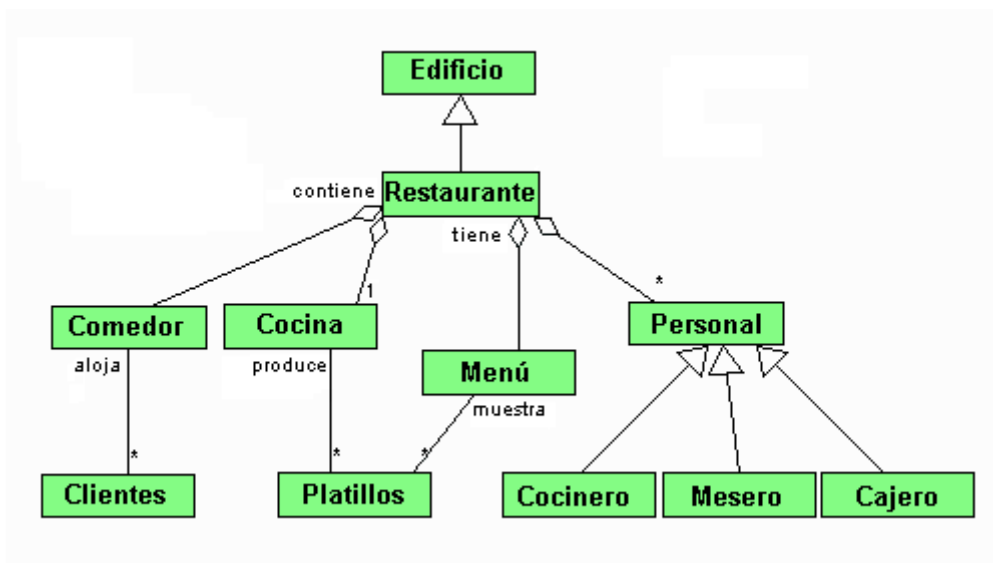 Edificio
contiene
Restaurante
tiene
*
1
Comedor
Cocina
Personal
aloja
produce
Menú
muestra
*
*
*
Clientes
Platillos
Cocinero
Mesero
Cajero